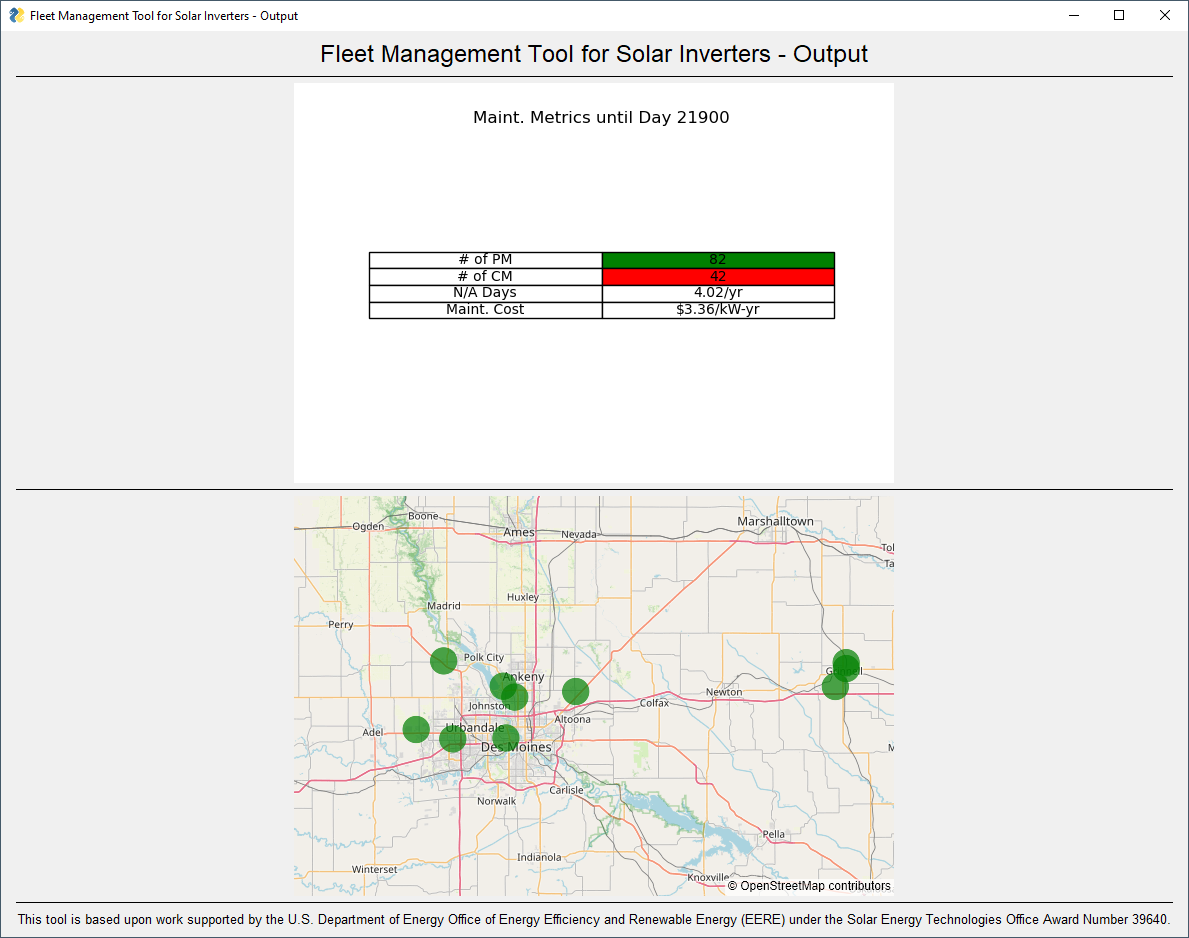 Fleet Management Tool for Solar Inverters - Output
Fleet Management Tool for Solar Inverters - Output
Maint. Metrics until Day 21900
# of PM 82
# of CM 42
N/A Days 4.02/yr
Maint. Cost $3.36/kW-yr
Boone
Marshalltown
Ogden
Ames
Nevada
Tol
Ta
Huxley
Madrid
Perry
Polk City
Ankeny
Newton
Colfax
Johnston
Altoona
Urbandale
Adel
Des Moines
M
Carlisle
Norwalk
Pella
Indianola
Winterset
Knoxville
© OpenStreetMap contributors
This tool is based upon work supported by the U.S. Department of Energy Office of Energy Efficiency and Renewable Energy (EERE) under the Solar Energy Technologies Office Award Number 39640.